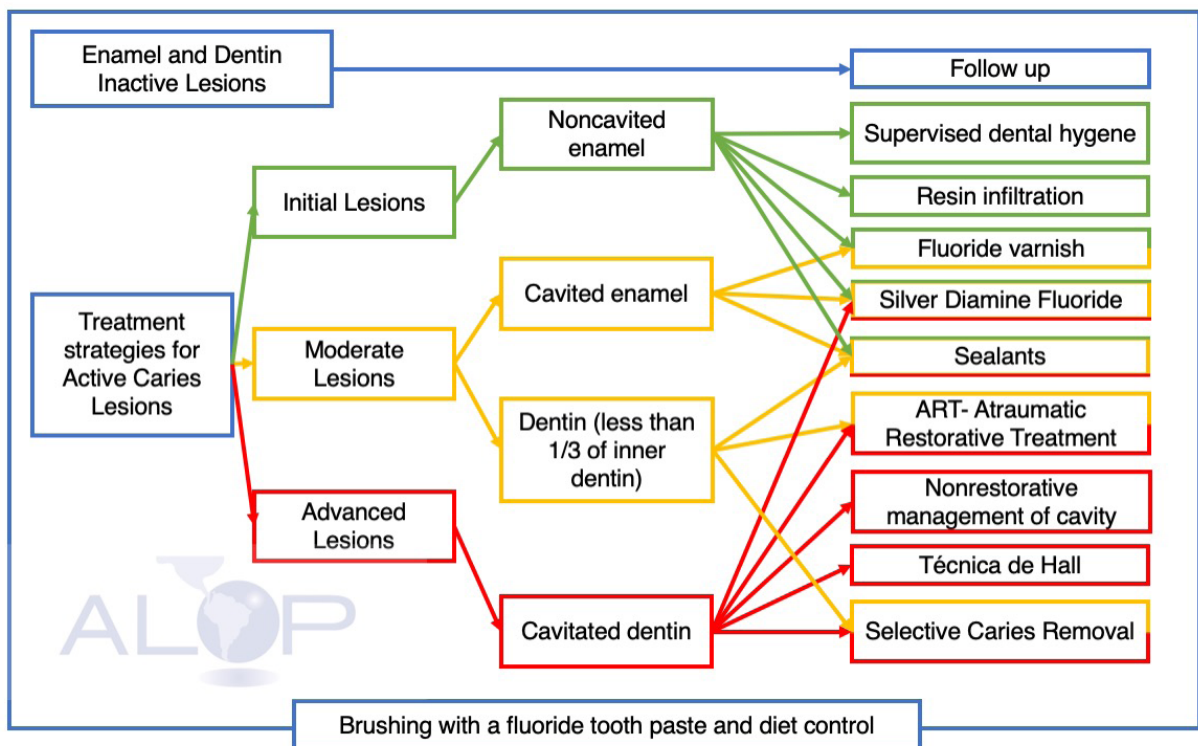 Enamel and Dentin
Inactive Lesions
Follow up
Noncavited
enamel
Supervised dental hygene
Initial Lesions
Resin infiltration
Fluoride varnish
Cavited enamel
Silver Diamine Fluoride
Treatment
strategies for
Active Caries
Lesions
Moderate
Lesions
Sealants
Dentin (less than
1/3 of inner
dentin)
ART- Atraumatic
Restorative Treatment
Advanced
Lesions
Nonrestorative
management of cavity
Técnica de Hall
Cavitated dentin
Selective Caries Removal
ALOP
Brushing with a fluoride tooth paste and diet control